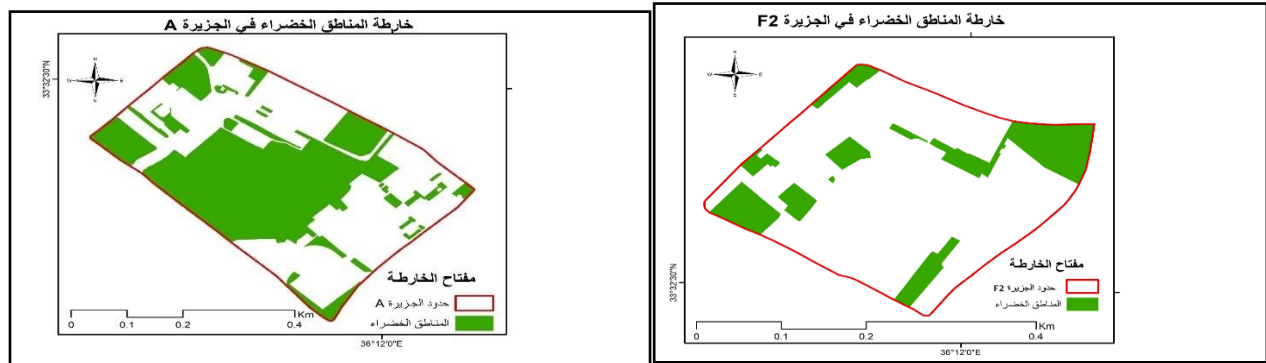 خارطة المناطق الخضراء في الجزيرة A
33°32'30"N
N
W
E
S
مفتاح الخارطة
حدود الجزيرة A
المناطق الخضراء
Km
0 0.1 0.2 0.4
36°12'0"E
خارطة المناطق الخضراء في الجزيرة F2
N
W
E
S
33°32'30"N
مفتاح الخارطة
حدود الجزيرة F2
المناطق الخضراء
Km
0 0.1 0.2 0.4
36°12'0"E